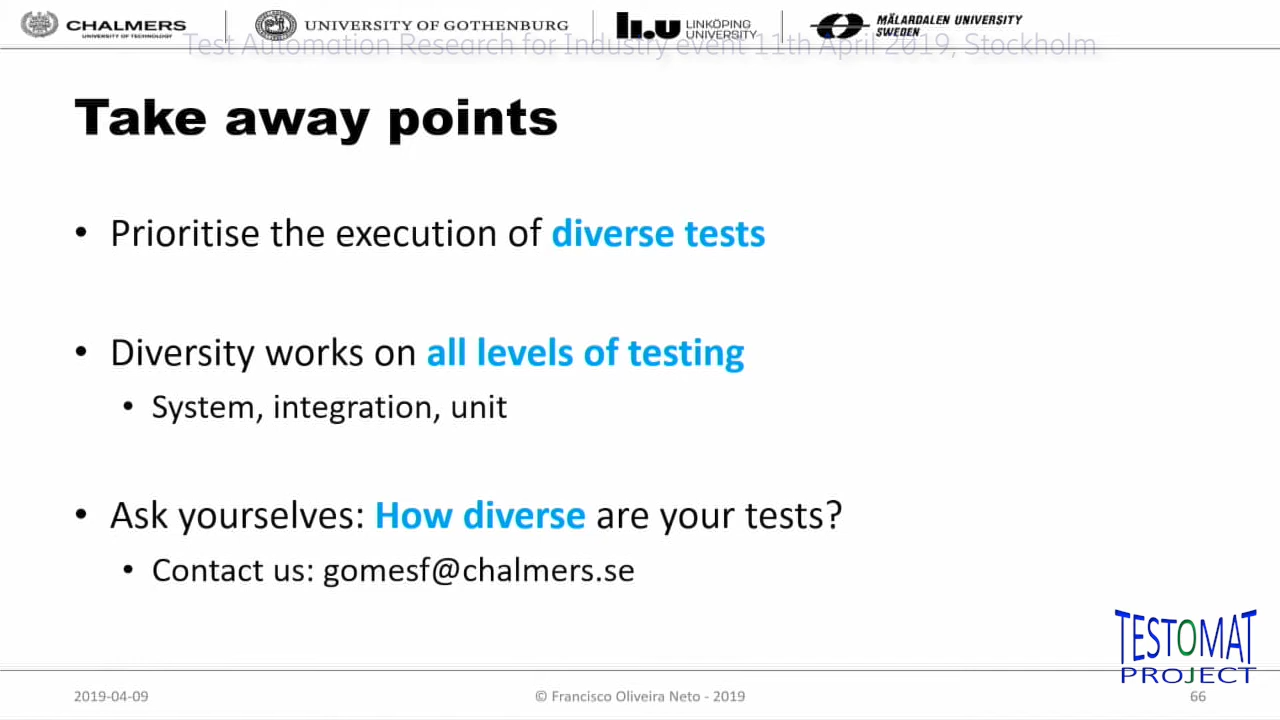 CHALMERS
UNIVERSITY OF TECHNOLOGY
UNIVERSITY OF GOTHENBURG
LiU LINKÖPING
UNIVERSITY
MÄLARDALEN UNIVERSITY
SWEDEN
Test Automation Research for Industry event 11th April 2019, Stockholm
Take away points
• Prioritise the execution of diverse tests
• Diversity works on all levels of testing
• System, integration, unit
• Ask yourselves: How diverse are your tests?
• Contact us: gomesf@chalmers.se
TESTOMAT
PROJECT
2019-04-09
© Francisco Oliveira Neto - 2019
66